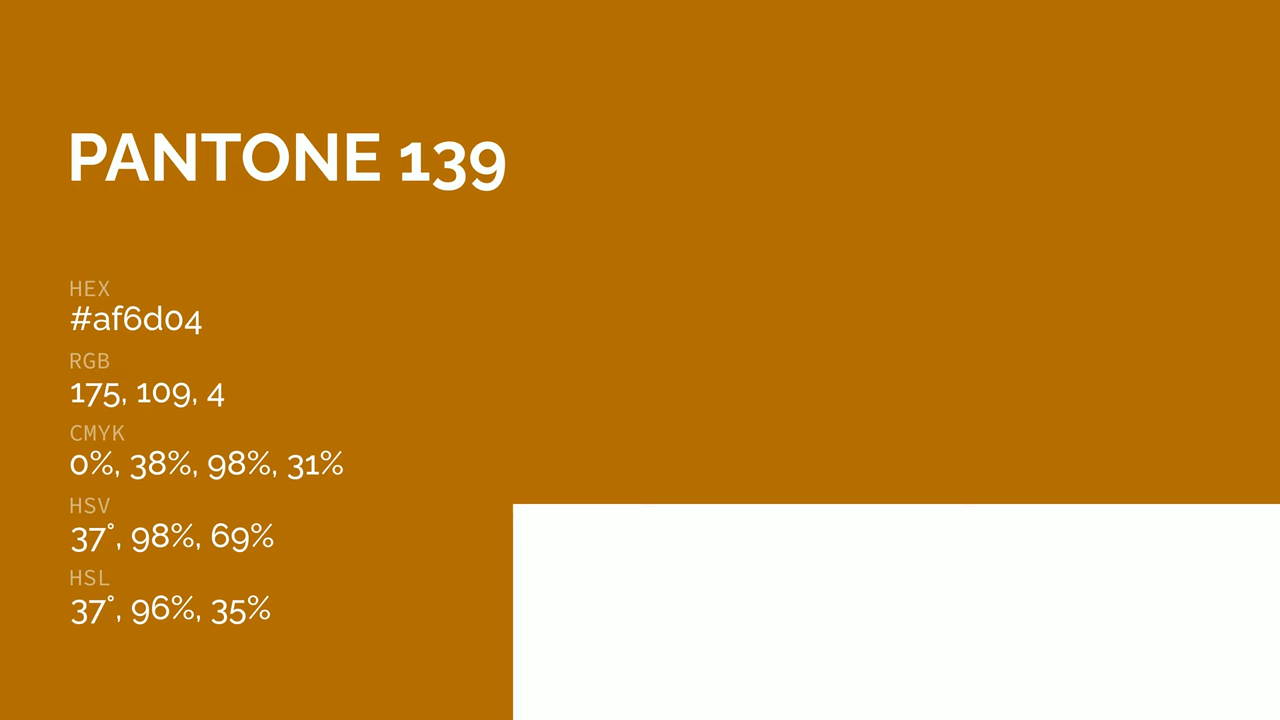 PANTONE 139
HEX
#af6d04
RGB
175, 109, 4
CMYK
0%, 38%, 98%, 31%
HSV
37°, 98%, 69%
HSL
37°, 96%, 35%